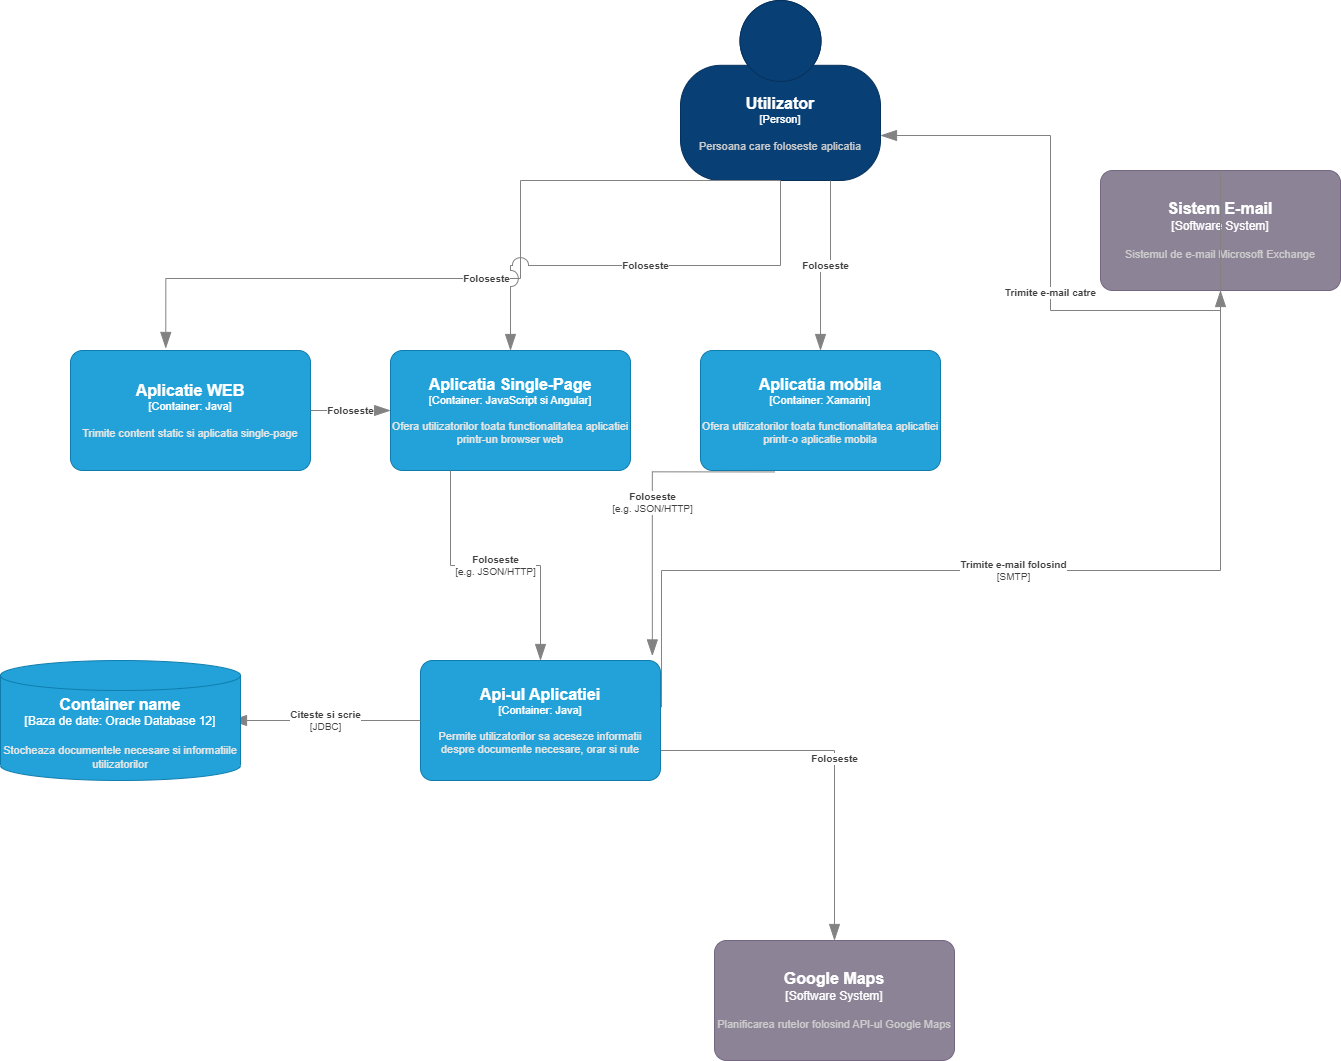 Utilizator
[Person]
Persoana care foloseste aplicatia
Sistem E-mail
[Software System]
Sistemul de e-mail Microsoft Exchange
Foloseste
Foloseste
Foloseste
Trimite e-mail catre
Aplicatie WEB
[Container: Java]
Trimite content static si aplicatia single-page
Foloseste
Aplicatia Single-Page
[Container: JavaScript si Angular]
Ofera utilizatorilor toata functionalitatea aplicatiei
printr-un browser web
Aplicatia mobila
[Container: Xamarin]
Ofera utilizatorilor toata functionalitatea aplicatiei
printr-o aplicatie mobila
Foloseste
[e.g. JSON/HTTP]
Foloseste
[e.g. JSON/HTTP]
Trimite e-mail folosind
[SMTP]
Container name
[Baza de date: Oracle Database 12]
Stocheaza documentele necesare si informatiile
utilizatorilor
Citeste si scrie
[JDBC]
Api-ul Aplicatiei
[Container: Java]
Permite utilizatorilor sa aceseze informatii
despre documente necesare, orar si rute
Foloseste
Google Maps
[Software System]
Planificarea rutelor folosind API-ul Google Maps